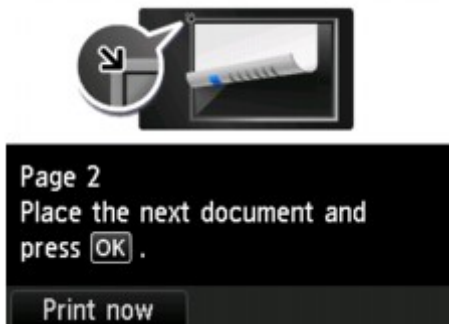 Page 2
Place the next document and
press OK .
Print now